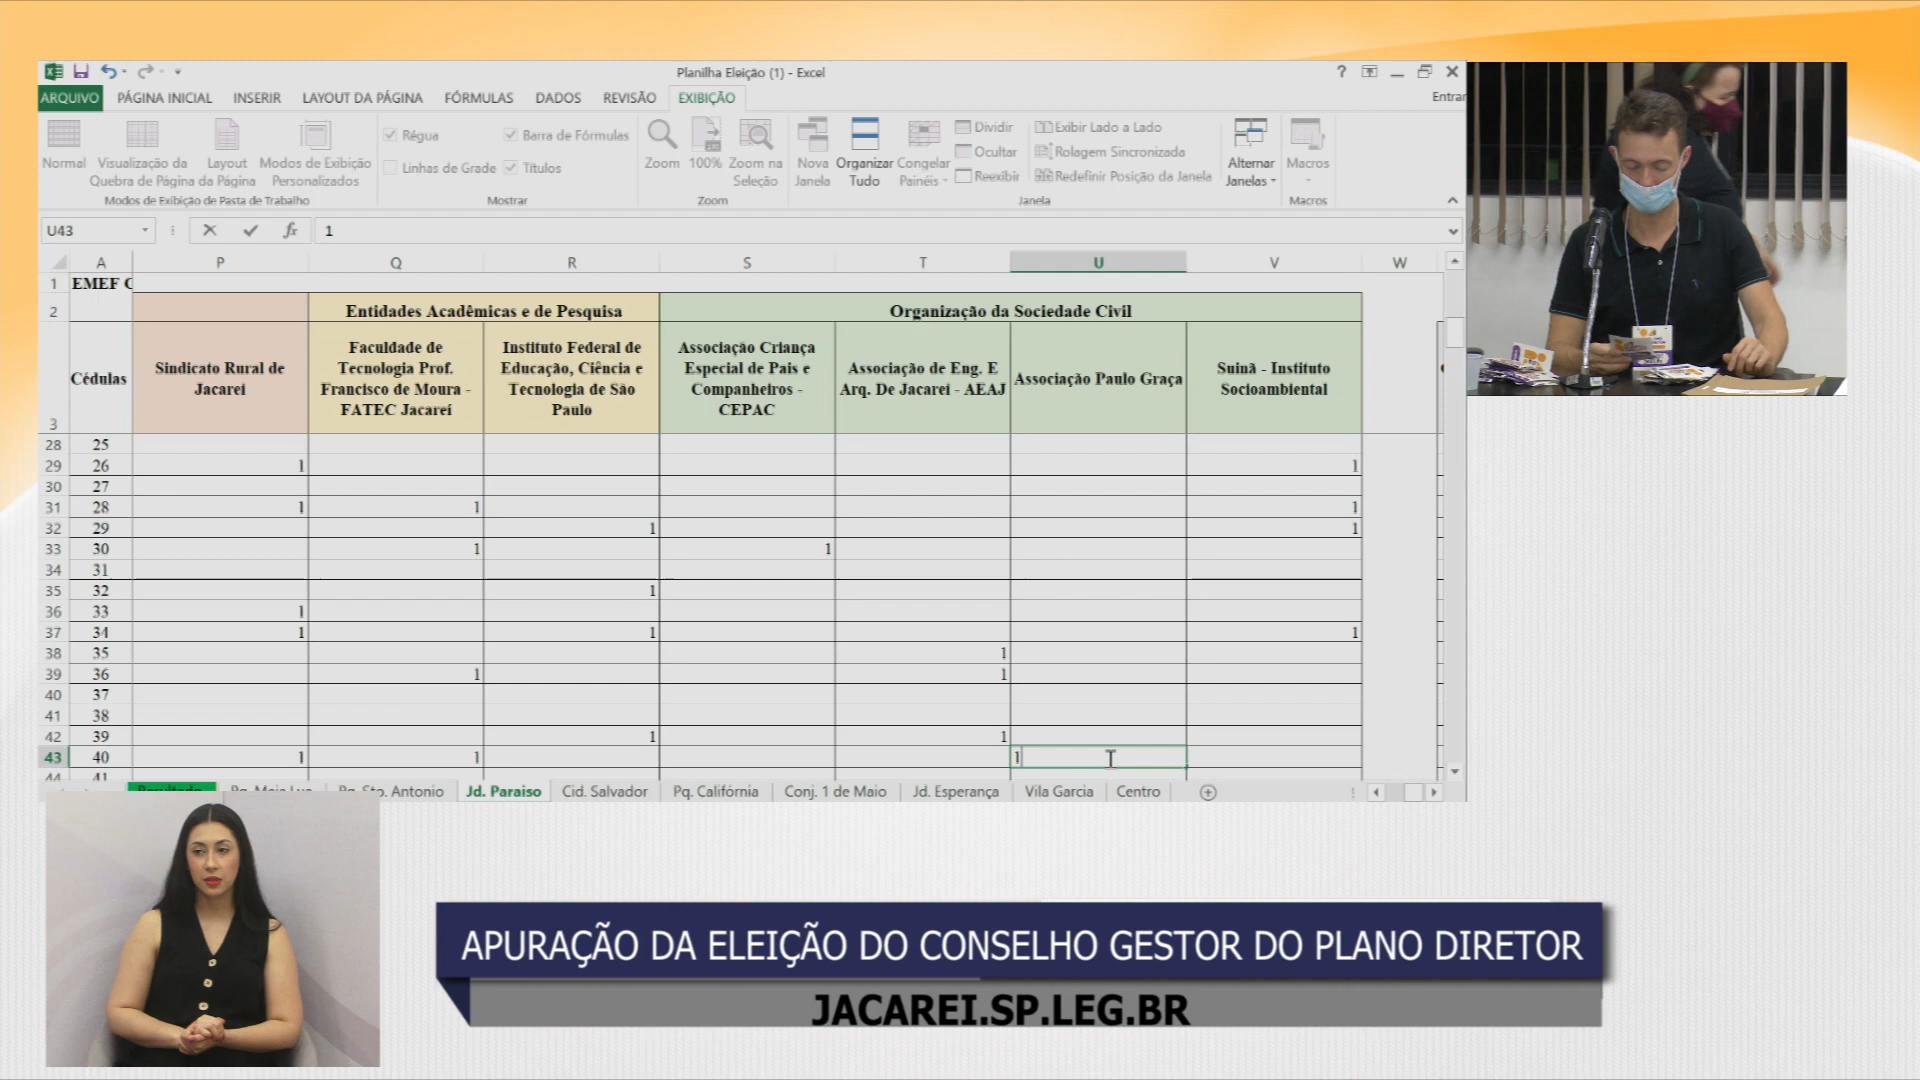 Planilha Eleição (1) - Excel
ARQUIVO PÁGINA INICIAL INSERIR LAYOUT DA PÁGINA FÓRMULAS DADOS REVISÃO EXIBIÇÃO Entrar
Normal Visualização da Quebra de Página Layout da Página Modos de Exibição Personalizados
Modos de Exibição de Pasta de Trabalho
Régua Barra de Fórmulas
Linhas de Grade Títulos
Mostrar
Zoom 100% Zoom na Seleção
Zoom
Nova Janela Organizar Tudo Congelar Painéis
Dividir
Ocultar
Reexibir
Exibir Lado a Lado
Rolagem Sincronizada
Redefinir Posição da Janela
Alternar Janelas
Janela
Macros
Macros
U43 fx 1
A P Q R S T U V W
1 EMEF
2 Entidades Acadêmicas e de Pesquisa Organização da Sociedade Civil
3 Cédulas
Sindicato Rural de Jacareí
Faculdade de Tecnologia Prof. Francisco de Moura - FATEC Jacareí
Instituto Federal de Educação, Ciência e Tecnologia de São Paulo
Associação Criança Especial de Pais e Companheiros - CEPAC
Associação de Eng. E Arq. De Jacareí - AEAJ
Associação Paulo Graça
Suinã - Instituto Socioambiental
28 25
29 26 1 1
30 27
31 28 1 1 1
32 29 1 1
33 30 1 1
34 31
35 32 1
36 33 1
37 34 1 1 1
38 35 1
39 36 1 1
40 37
41 38
42 39 1 1
43 40 1 1 1
44 41
Resultado Pq. Meia Lua Pq. Sto. Antonio Jd. Paraiso Cid. Salvador Pq. Califórnia Conj. 1 de Maio Jd. Esperança Vila Garcia Centro
APURAÇÃO DA ELEIÇÃO DO CONSELHO GESTOR DO PLANO DIRETOR
JACAREI.SP.LEG.BR